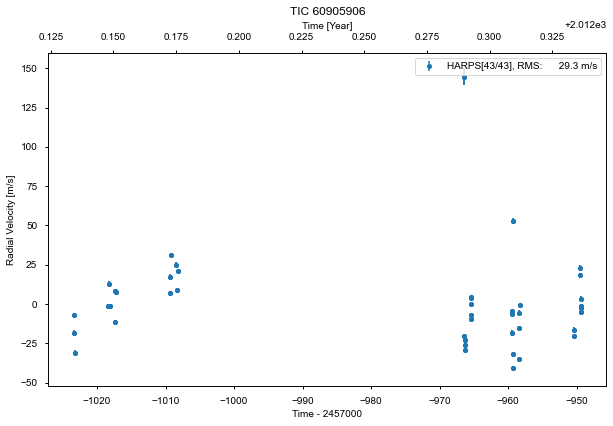 TIC 60905906
Time [Year]
+2.012e3
0.125 0.150 0.175 0.200 0.225 0.250 0.275 0.300 0.325
HARPS[43/43], RMS: 29.3 m/s
150
125
100
75
50
25
0
−25
−50
Radial Velocity [m/s]
−1020 −1010 −1000 −990 −980 −970 −960 −950
Time - 2457000